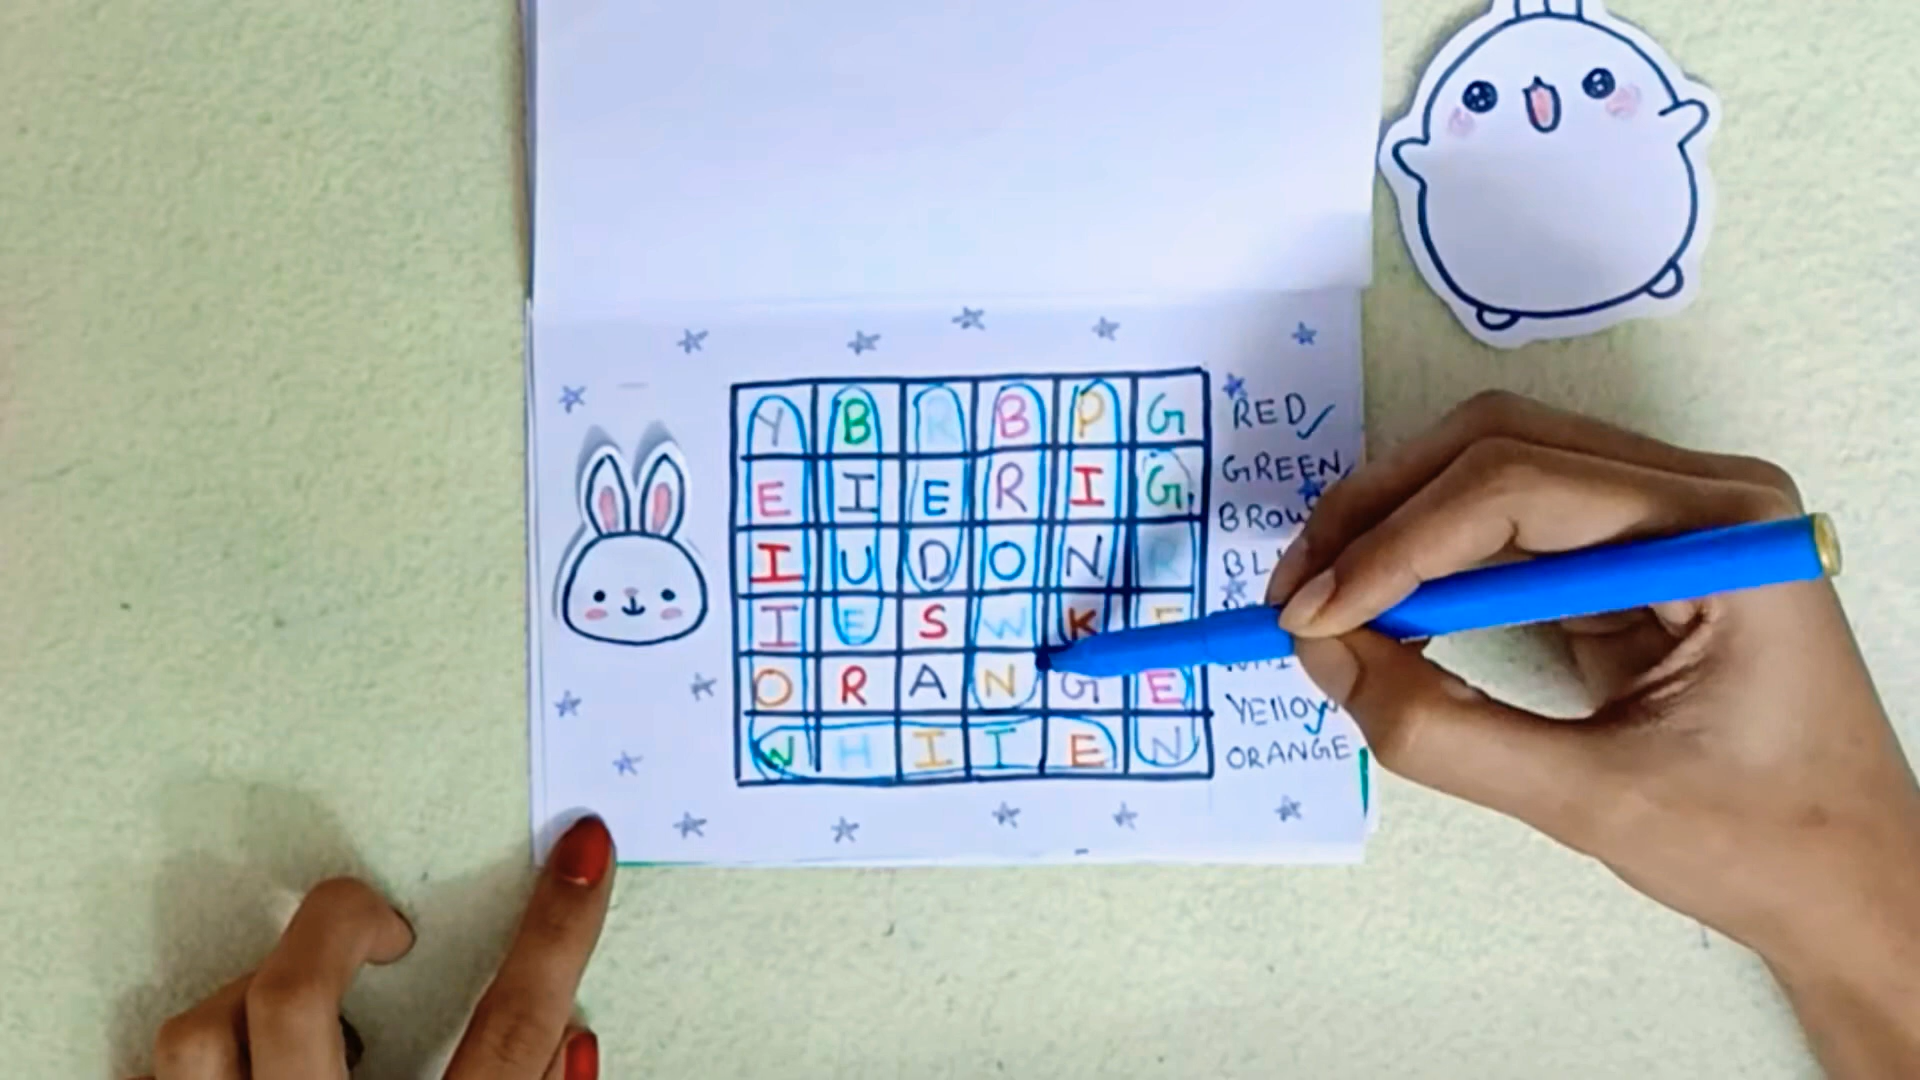 Y B R B P G
E I E R I G
I U D O N R
I E S W K E
O R A N G E
W H I T E N
RED
GREEN
YEllow
ORANGE